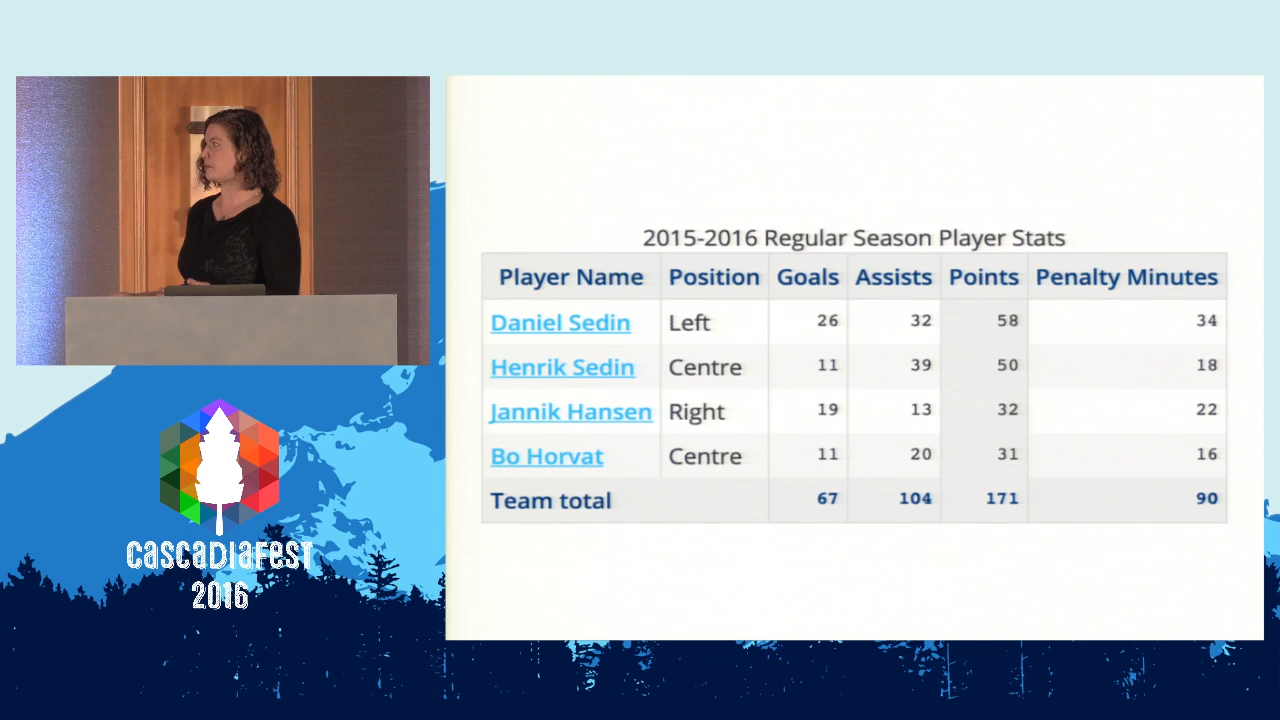 2015-2016 Regular Season Player Stats
Player Name Position Goals Assists Points Penalty Minutes
Daniel Sedin Left 26 32 58 34
Henrik Sedin Centre 11 39 50 18
Jannik Hansen Right 19 13 32 22
Bo Horvat Centre 11 20 31 16
Team total 67 104 171 90
CASCADIAFEST
2016